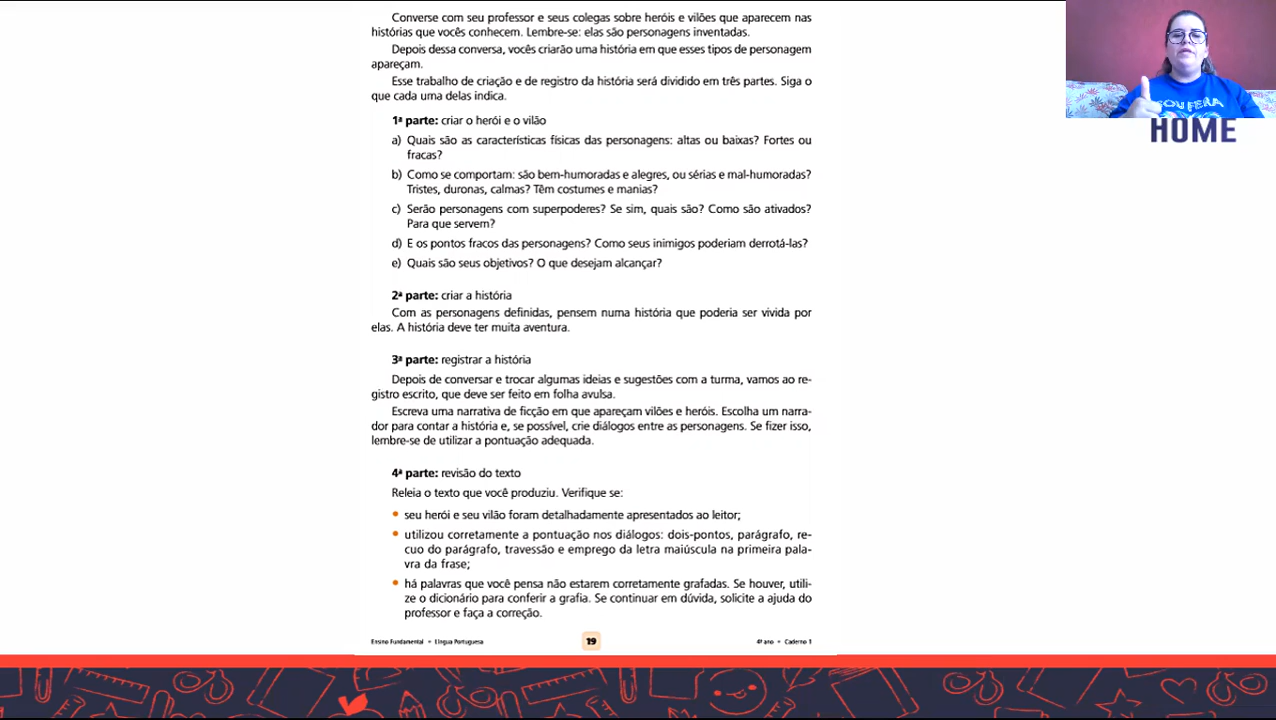 Converse com seu professor e seus colegas sobre heróis e vilões que aparecem nas
histórias que vocês conhecem. Lembre-se: elas são personagens inventadas.
Depois dessa conversa, vocês criarão uma história em que esses tipos de personagem
apareçam.
Esse trabalho de criação e de registro da história será dividido em três partes. Siga o
que cada uma delas indica.
1ª parte: criar o herói e o vilão
a) Quais são as características físicas das personagens: altas ou baixas? Fortes ou
fracas?
b) Como se comportam: são bem-humoradas e alegres, ou sérias e mal-humoradas?
Tristes, duronas, calmas? Têm costumes e manias?
c) Serão personagens com superpoderes? Se sim, quais são? Como são ativados?
Para que servem?
d) E os pontos fracos das personagens? Como seus inimigos poderiam derrotá-las?
e) Quais são seus objetivos? O que desejam alcançar?
2ª parte: criar a história
Com as personagens definidas, pensem numa história que poderia ser vivida por
elas. A história deve ter muita aventura.
3ª parte: registrar a história
Depois de conversar e trocar algumas ideias e sugestões com a turma, vamos ao re-
gistro escrito, que deve ser feito em folha avulsa.
Escreva uma narrativa de ficção em que apareçam vilões e heróis. Escolha um narra-
dor para contar a história e, se possível, crie diálogos entre as personagens. Se fizer isso,
lembre-se de utilizar a pontuação adequada.
4ª parte: revisão do texto
Releia o texto que você produziu. Verifique se:
• seu herói e seu vilão foram detalhadamente apresentados ao leitor;
• utilizou corretamente a pontuação nos diálogos: dois-pontos, parágrafo, re-
cuo do parágrafo, travessão e emprego da letra maiúscula na primeira pala-
vra da frase;
• há palavras que você pensa não estarem corretamente grafadas. Se houver, utili-
ze o dicionário para conferir a grafia. Se continuar em dúvida, solicite a ajuda do
professor e faça a correção.
Ensino Fundamental • Língua Portuguesa
19
4º ano • Caderno 1
SOU FERA
HOME